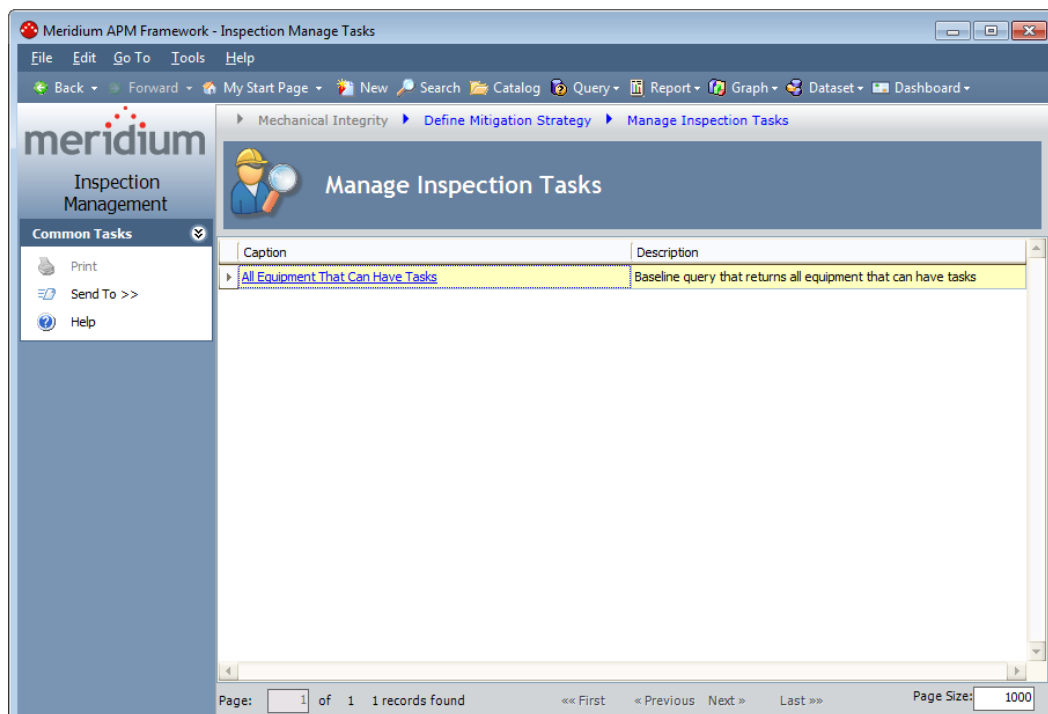 Meridium APM Framework - Inspection Manage Tasks
File Edit Go To Tools Help
Back Forward My Start Page New Search Catalog Query Report Graph Dataset Dashboard
meridium
Inspection
Management
Common Tasks
Print
Send To >>
Help
Mechanical Integrity Define Mitigation Strategy Manage Inspection Tasks
Manage Inspection Tasks
Caption Description
All Equipment That Can Have Tasks Baseline query that returns all equipment that can have tasks
Page: 1 of 1 1 records found «« First « Previous Next » Last »» Page Size: 1000